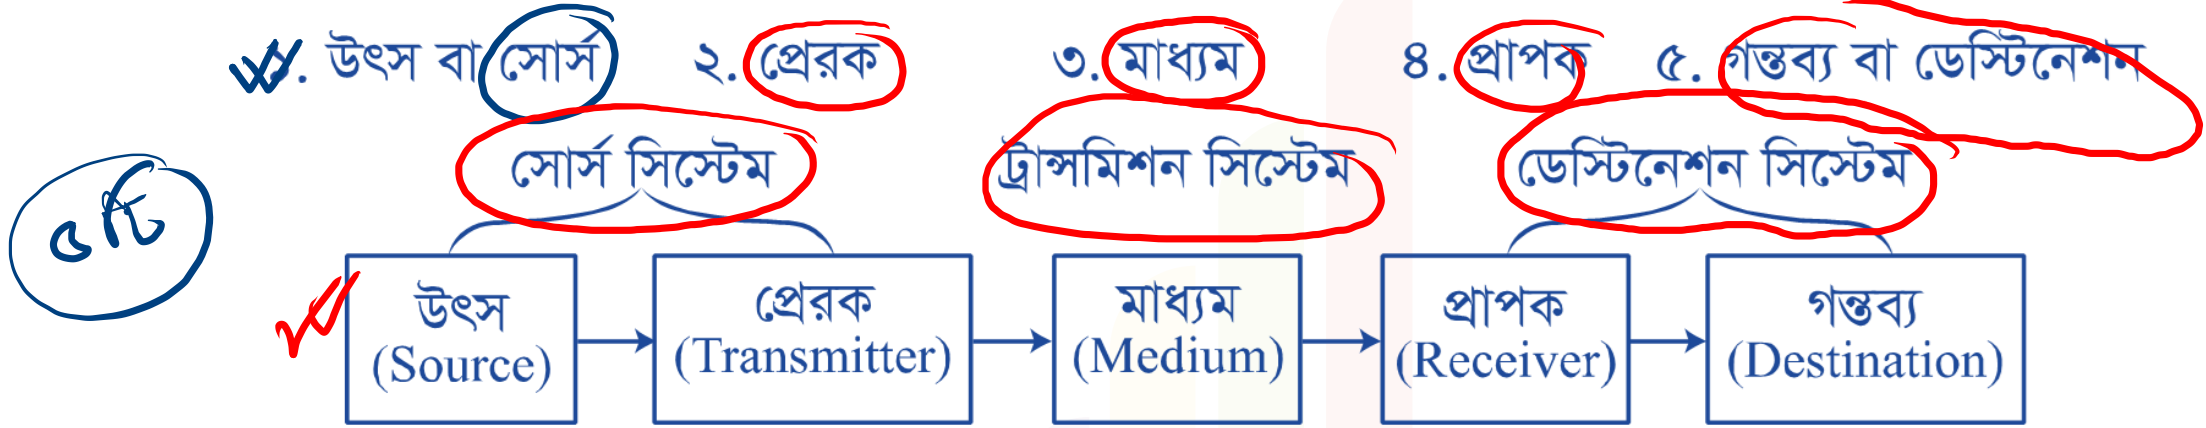 ১. উৎস বা সোর্স ২. প্রেরক ৩. মাধ্যম ৪. প্রাপক ৫. গন্তব্য বা ডেস্টিনেশন
সোর্স সিস্টেম ট্রান্সমিশন সিস্টেম ডেস্টিনেশন সিস্টেম
৫টি
উৎস প্রেরক মাধ্যম প্রাপক গন্তব্য
(Source) (Transmitter) (Medium) (Receiver) (Destination)